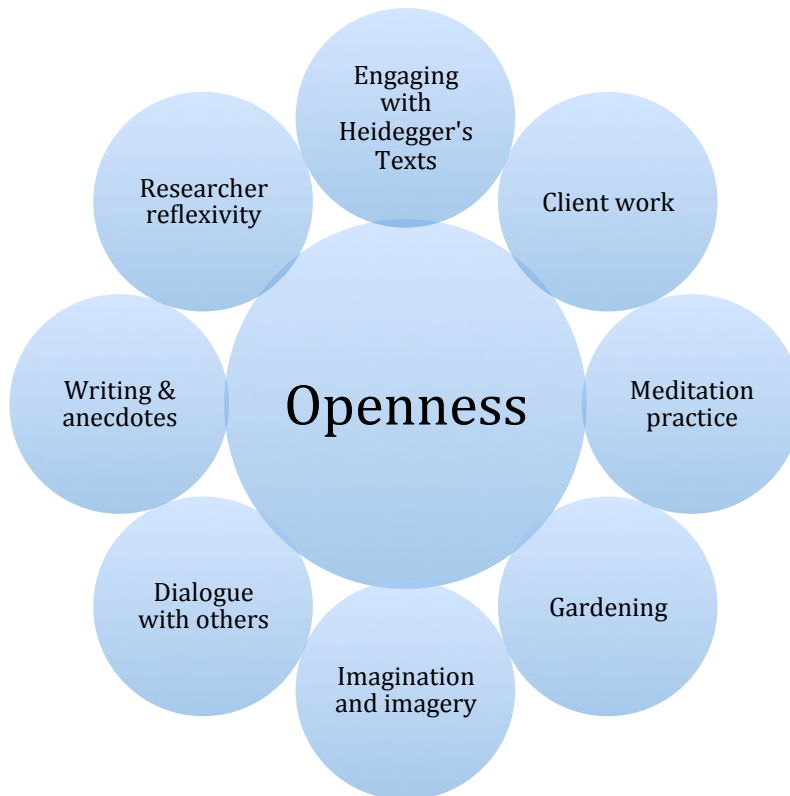 Engaging
with
Heidegger's
Texts
Client work
Meditation
practice
Gardening
Imagination
and imagery
Dialogue
with others
Writing &
anecdotes
Researcher
reflexivity
Openness